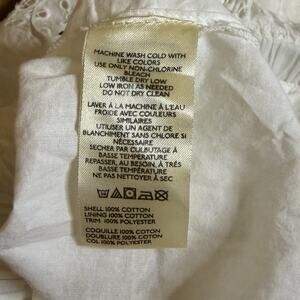 MACHINE WASH COLD WITH
LIKE COLORS
USE ONLY NON-CHLORINE
BLEACH
TUMBLE DRY LOW
LOW IRON AS NEEDED
DO NOT DRY CLEAN
LAVER À LA MACHINE À L'EAU
FROIDE AVEC COULEURS
SIMILAIRES
UTILISER UN AGENT DE
BLANCHIMENT SANS CHLORE SI
NÉCESSAIRE
SECHER PAR CULBUTAGE À
BASSE TEMPÉRATURE
REPASSER, AU BESOIN, À TRÉS
BASSE TEMPÉRATURE
NE PAS NETTOYER À SEC
SHELL 100% COTTON
LINING 100% COTTON
TRIM 100% POLYESTER
COQUILLE 100% COTON
DOUBLURE 100% COTON
COL 100% POLYESTER